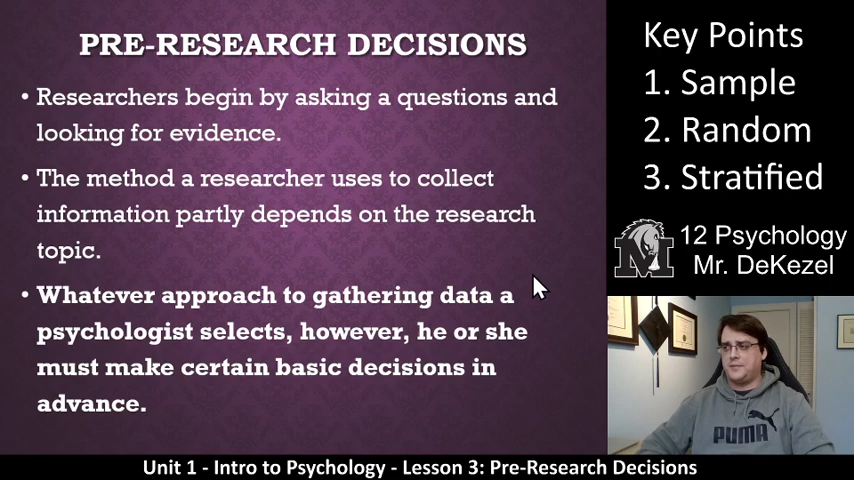 PRE-RESEARCH DECISIONS
• Researchers begin by asking a questions and
looking for evidence.
• The method a researcher uses to collect
information partly depends on the research
topic.
• Whatever approach to gathering data a
psychologist selects, however, he or she
must make certain basic decisions in
advance.
Key Points
1. Sample
2. Random
3. Stratified
M
12 Psychology
Mr. DeKezel
PUMA
Unit 1 - Intro to Psychology - Lesson 3: Pre-Research Decisions